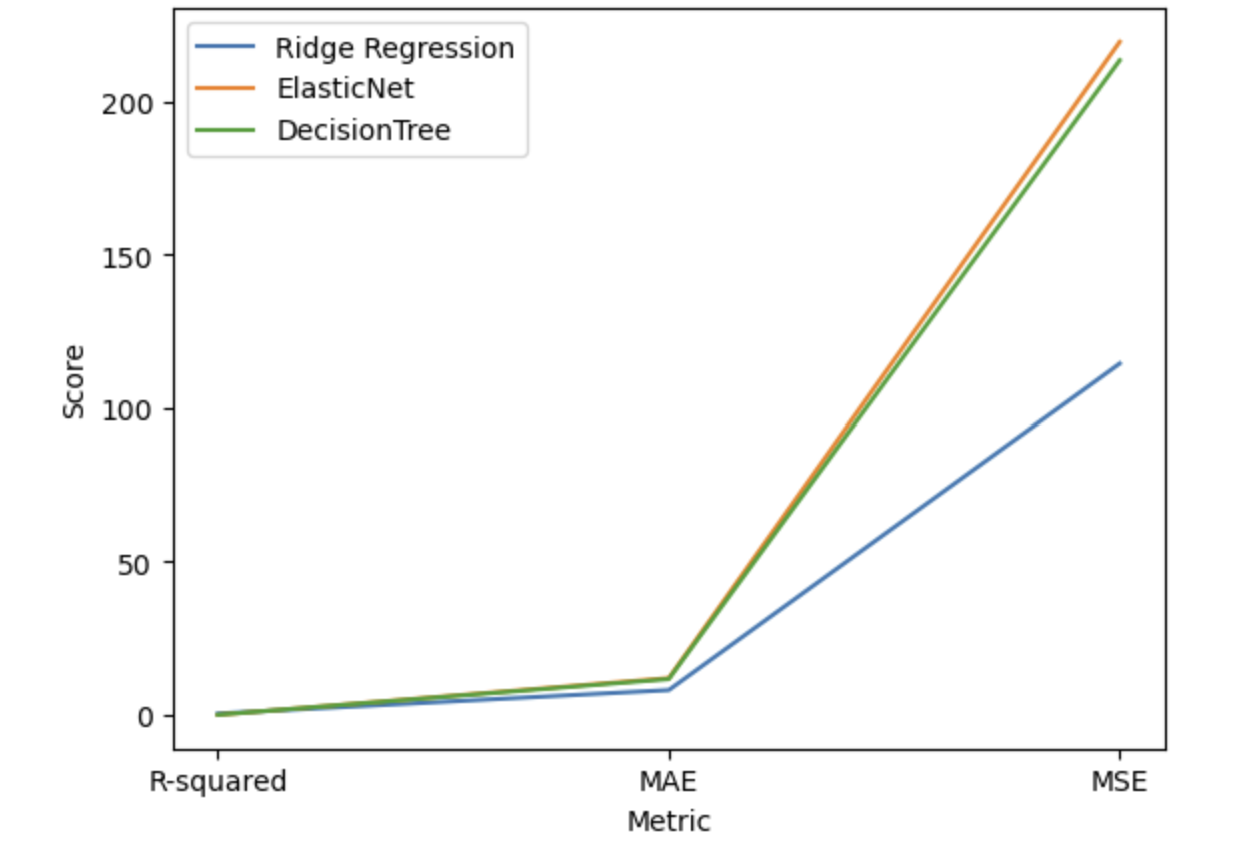 Ridge Regression
ElasticNet
DecisionTree
200
150
100
50
0
Score
R-squared
MAE
MSE
Metric